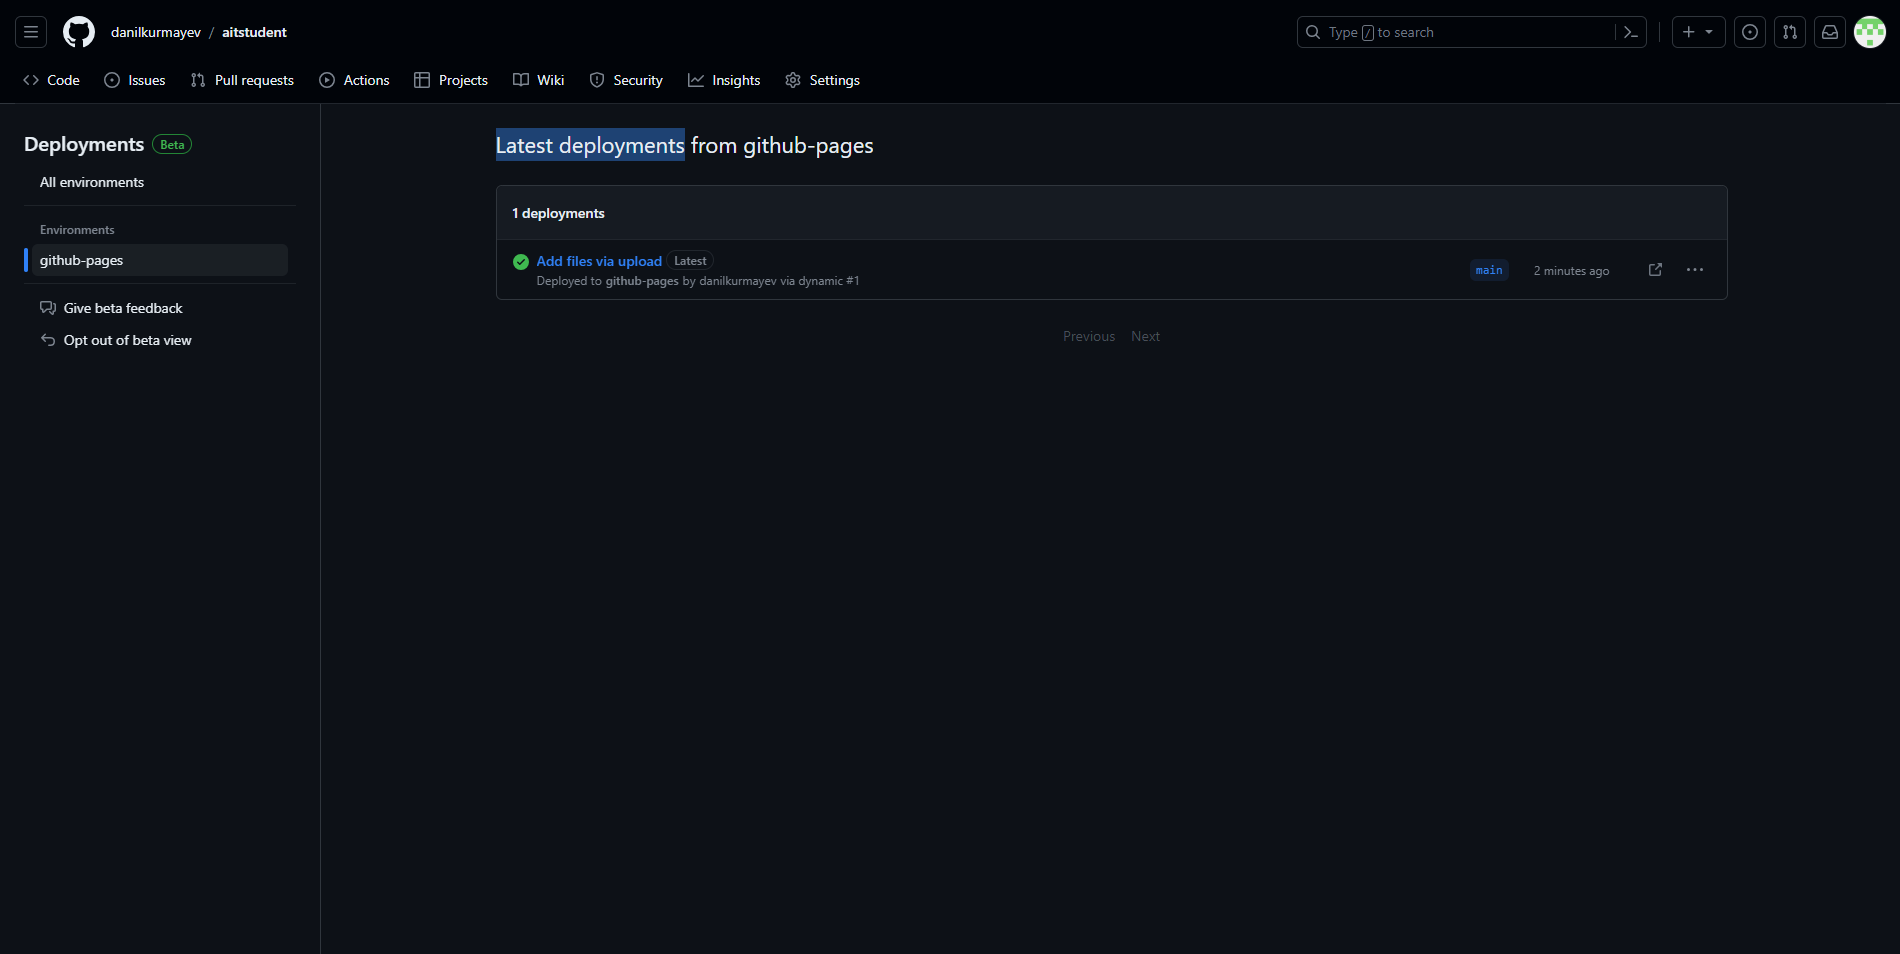 danilkurmayev / aitstudent
Type / to search
Code Issues Pull requests Actions Projects Wiki Security Insights Settings
Deployments Beta
All environments
Environments
github-pages
Give beta feedback
Opt out of beta view
Latest deployments from github-pages
1 deployments
Add files via upload Latest
Deployed to github-pages by danilkurmayev via dynamic #1
main 2 minutes ago
Previous Next